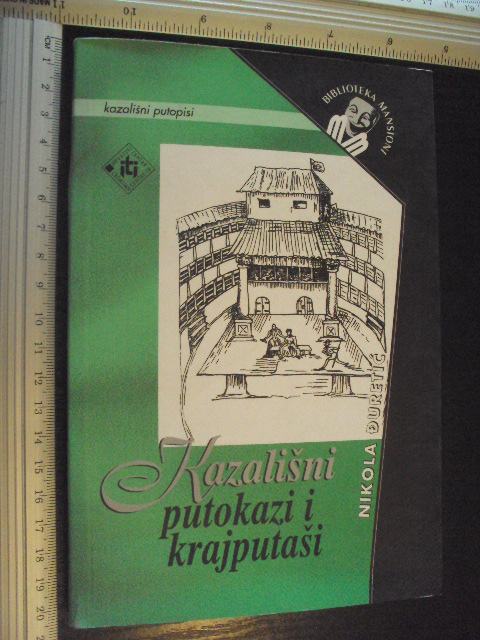 BIBLIOTEKA MANSIONI
kazališni putopisi
iti
NIKOLA ĐURETIĆ
Kazališni
putokazi i
krajputaši